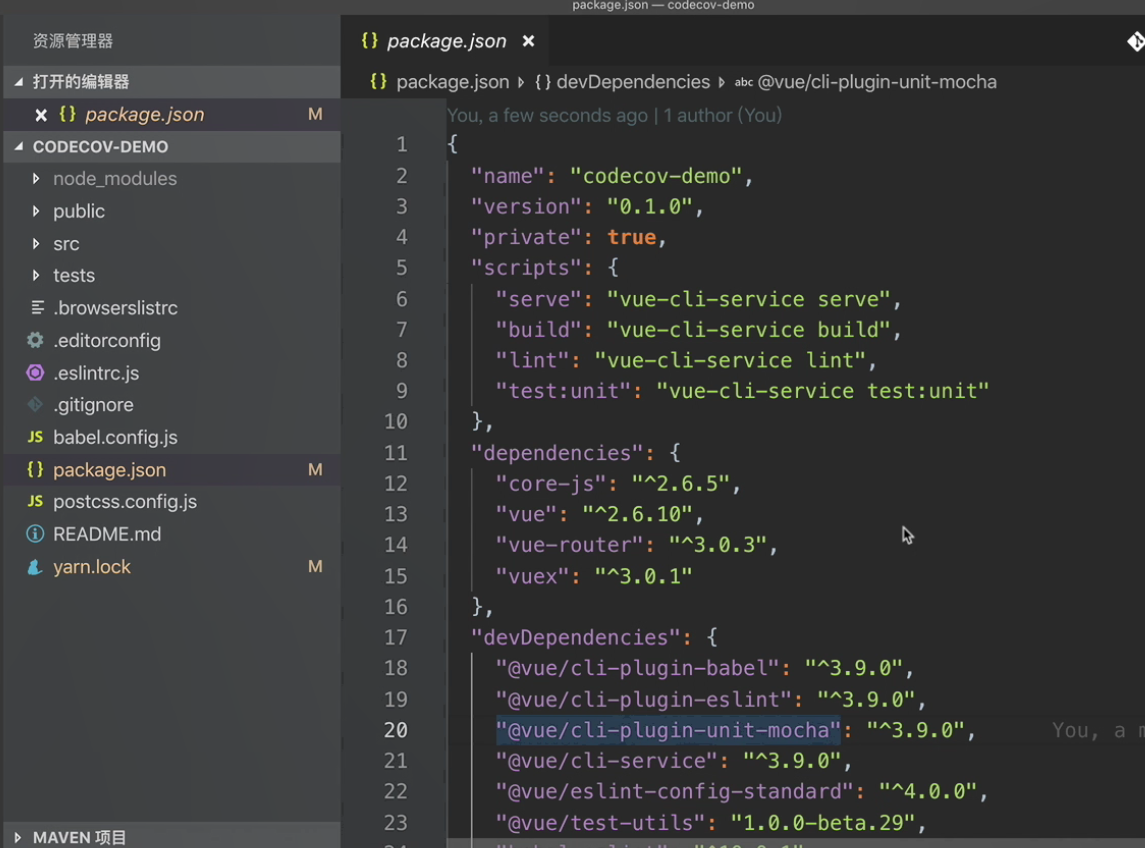 package.json — codecov-demo
资源管理器
打开的编辑器
package.json M
CODECOV-DEMO
node_modules
public
src
tests
.browserslistrc
.editorconfig
.eslintrc.js
.gitignore
JS babel.config.js
{} package.json M
JS postcss.config.js
README.md
yarn.lock M
MAVEN 项目
{} package.json ×
{} package.json {} devDependencies abc @vue/cli-plugin-unit-mocha
You, a few seconds ago | 1 author (You)
1 {
2 "name": "codecov-demo",
3 "version": "0.1.0",
4 "private": true,
5 "scripts": {
6 "serve": "vue-cli-service serve",
7 "build": "vue-cli-service build",
8 "lint": "vue-cli-service lint",
9 "test:unit": "vue-cli-service test:unit"
10 },
11 "dependencies": {
12 "core-js": "^2.6.5",
13 "vue": "^2.6.10",
14 "vue-router": "^3.0.3",
15 "vuex": "^3.0.1"
16 },
17 "devDependencies": {
18 "@vue/cli-plugin-babel": "^3.9.0",
19 "@vue/cli-plugin-eslint": "^3.9.0",
20 "@vue/cli-plugin-unit-mocha": "^3.9.0", You, a
21 "@vue/cli-service": "^3.9.0",
22 "@vue/eslint-config-standard": "^4.0.0",
23 "@vue/test-utils": "1.0.0-beta.29",